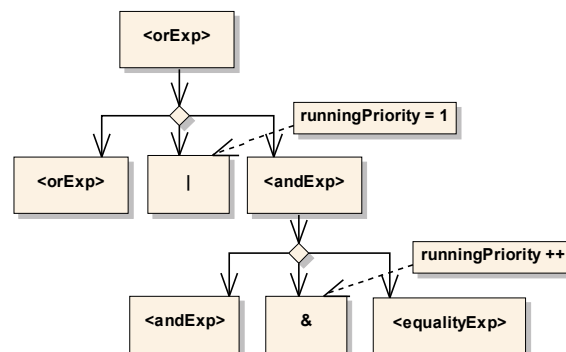 <orExp>
runningPriority = 1
<orExp>
|
<andExp>
runningPriority ++
<andExp>
&
<equalityExp>